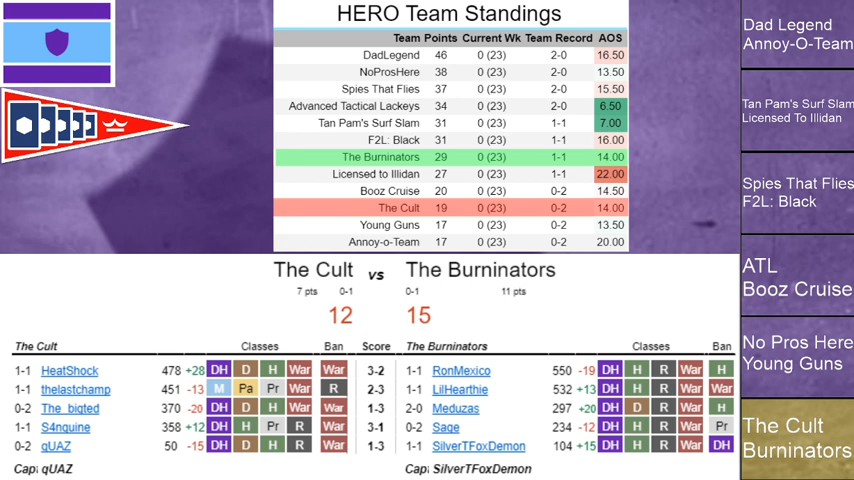 HERO Team Standings
Team Points Current Wk Team Record AOS
DadLegend 46 0 (23) 2-0 16.50
NoProsHere 38 0 (23) 2-0 13.50
Spies That Flies 37 0 (23) 2-0 15.50
Advanced Tactical Lackeys 34 0 (23) 2-0 6.50
Tan Pam's Surf Slam 31 0 (23) 1-1 7.00
F2L: Black 31 0 (23) 1-1 16.00
The Burninators 29 0 (23) 1-1 14.00
Licensed to Illidan 27 0 (23) 1-1 22.00
Booz Cruise 20 0 (23) 0-2 14.50
The Cult 19 0 (23) 0-2 14.00
Young Guns 17 0 (23) 0-2 13.50
Annoy-o-Team 17 0 (23) 0-2 20.00
The Cult vs The Burninators
7 pts 0-1 0-1 11 pts
12 15
The Cult Classes Ban Score The Burninators Classes Ban
1-1 HeatShock 478 +28 DH D H War War 3-2 1-1 RonMexico 550 -19 DH H R War H
1-1 thelastchamp 451 -13 M Pa Pr War R 2-3 1-1 LilHearthie 532 +13 DH H R War War
0-2 The_bigted 370 -20 DH D H War War 1-3 2-0 Meduzas 297 +20 DH D R War H
1-1 S4nguine 358 +12 DH H Pr R War 3-1 0-2 Sage 234 -12 DH H R War Pr
0-2 qUAZ 50 -15 DH D H R War 1-3 1-1 SilverTFoxDemon 104 +15 DH H R War DH
Cap: qUAZ Cap: SilverTFoxDemon
Dad Legend
Annoy-O-Team
Tan Pam's Surf Slam
Licensed To Illidan
Spies That Flies
F2L: Black
ATL
Booz Cruise
No Pros Here
Young Guns
The Cult
Burninators